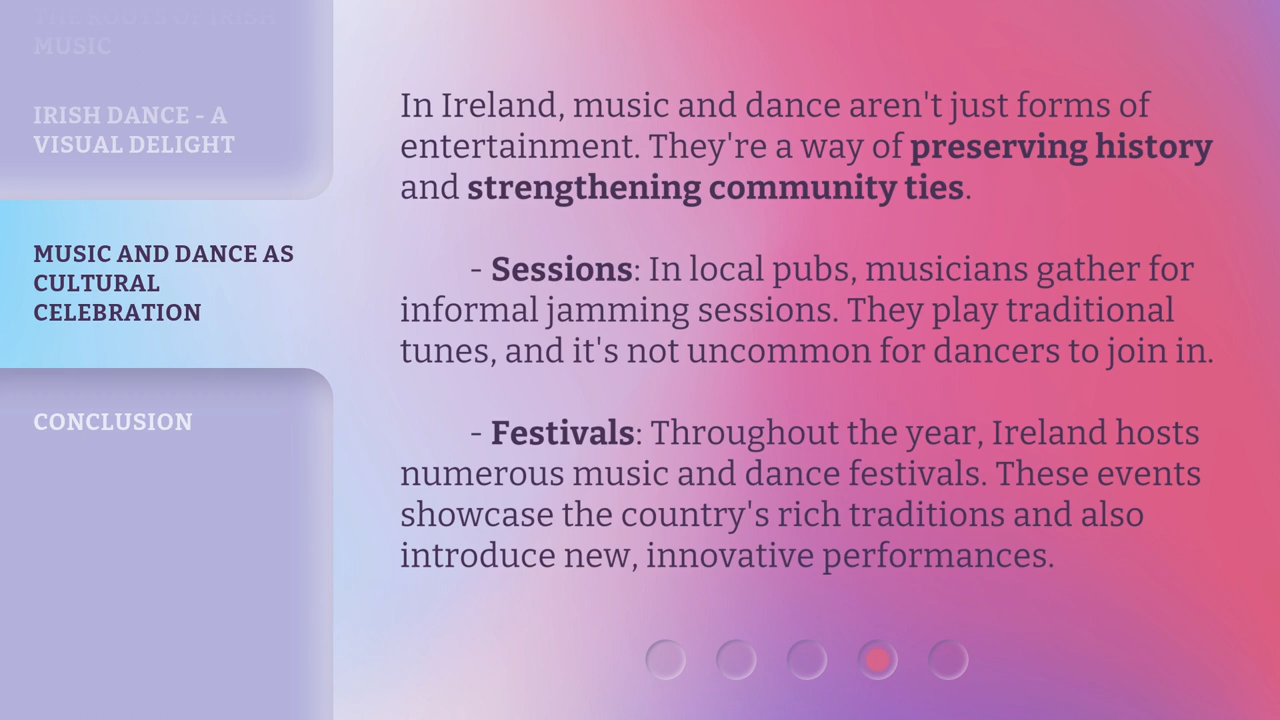 THE ROOTS OF IRISH
MUSIC
IRISH DANCE - A
VISUAL DELIGHT
MUSIC AND DANCE AS
CULTURAL
CELEBRATION
CONCLUSION
In Ireland, music and dance aren't just forms of
entertainment. They're a way of preserving history
and strengthening community ties.
- Sessions: In local pubs, musicians gather for
informal jamming sessions. They play traditional
tunes, and it's not uncommon for dancers to join in.
- Festivals: Throughout the year, Ireland hosts
numerous music and dance festivals. These events
showcase the country's rich traditions and also
introduce new, innovative performances.